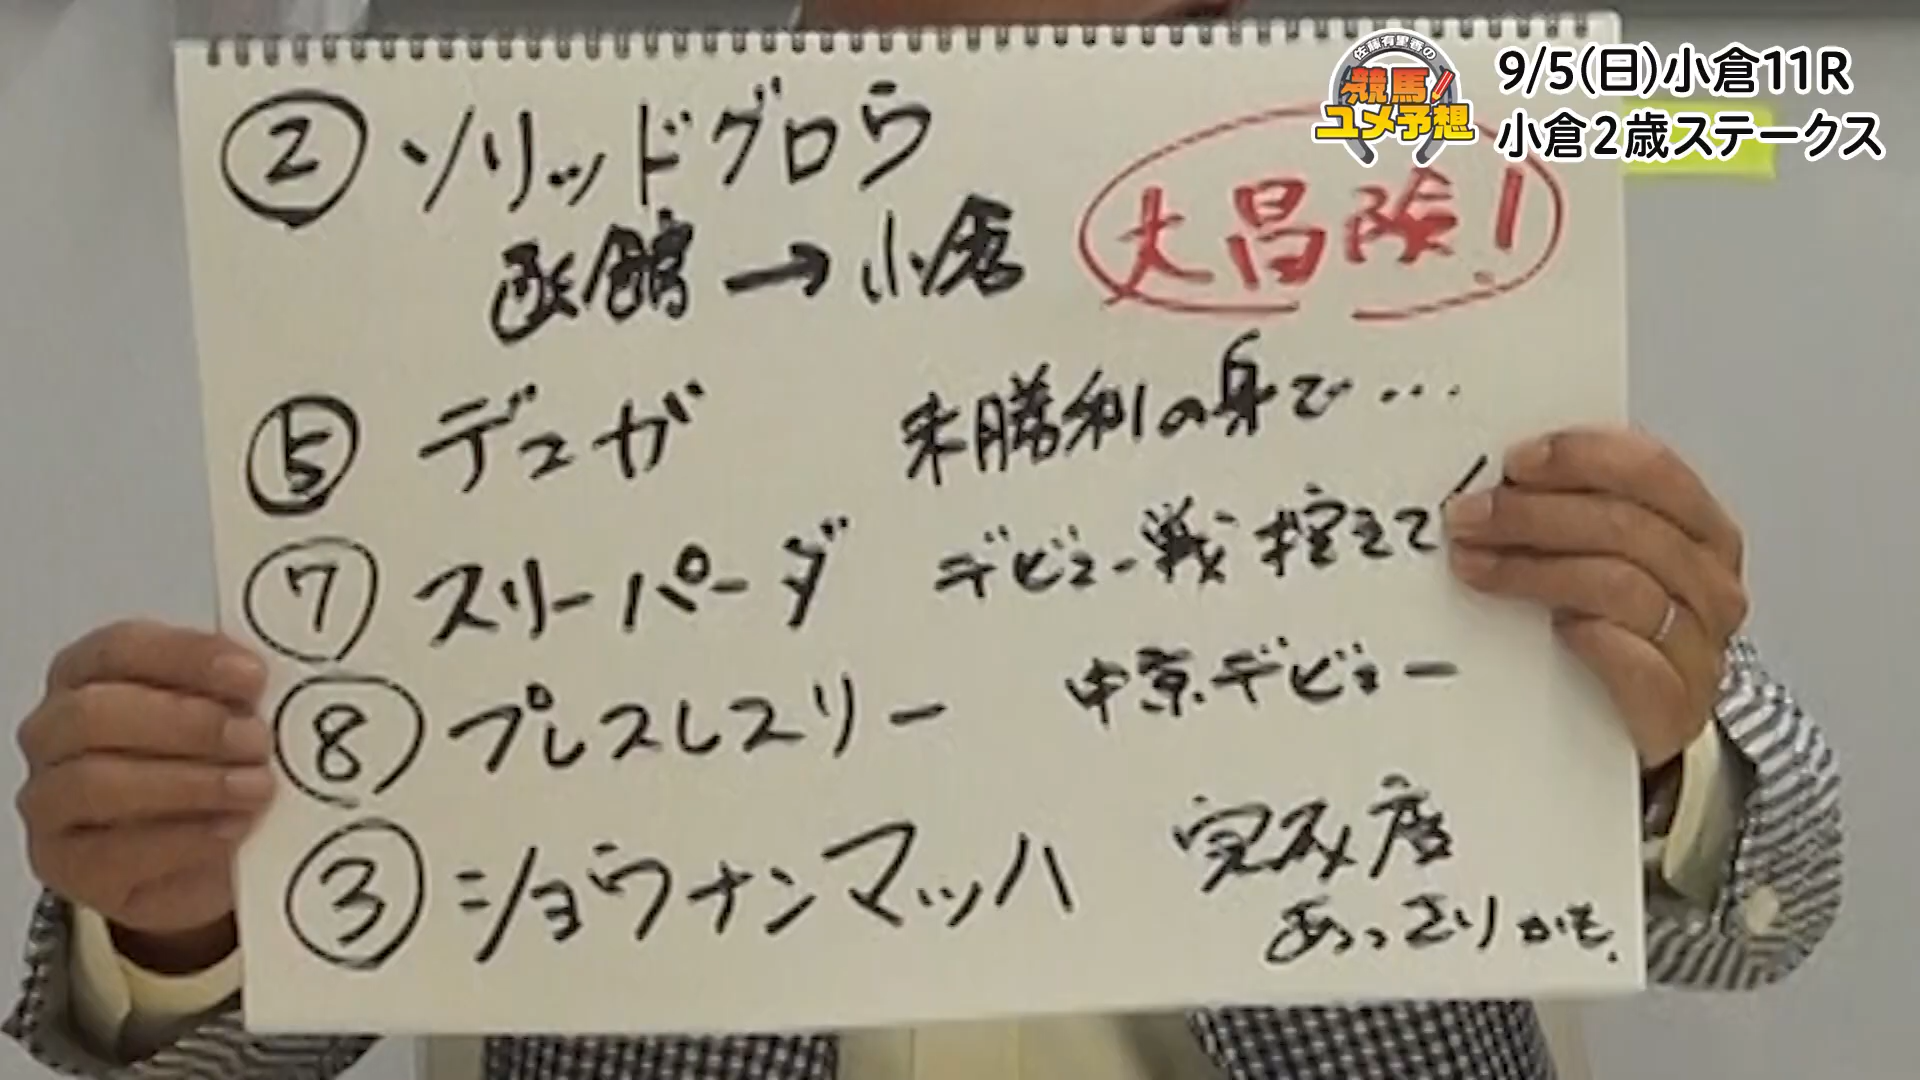 佐藤有里香の
競馬
ユメ予想
9/5(日)小倉11R
小倉2歳ステークス
② ソリッドグロウ
函館→小倉 大冒険!
⑤ デュガ 未勝利の身で…
⑦ スリーパーダ デビュー戦 控えて
⑧ プレスレスリー 中京デビュー
③ ショウナンマッハ 完成度
あっさりかも.